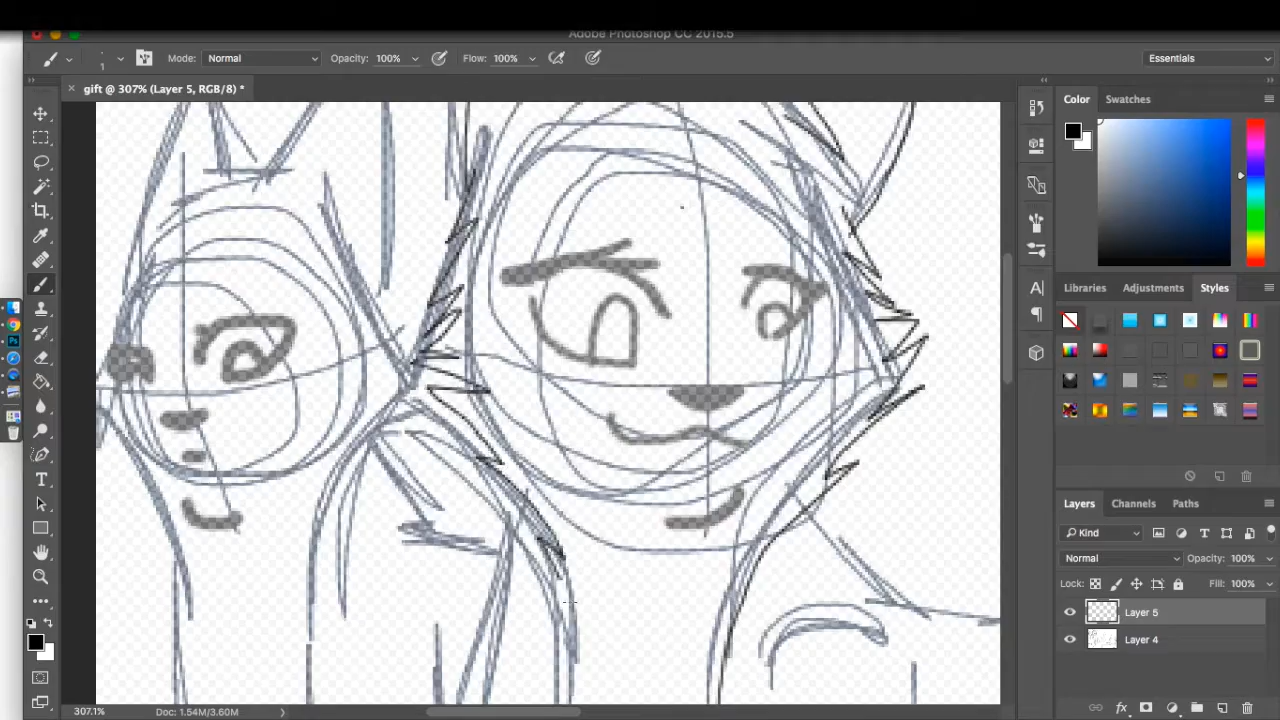 Adobe Photoshop CC 2015.5
1 Mode: Normal Opacity: 100% Flow: 100% Essentials
× gift @ 307% (Layer 5, RGB/8) *
Color Swatches
Libraries Adjustments Styles
Layers Channels Paths
Kind
Normal Opacity: 100%
Lock: Fill: 100%
Layer 5
Layer 4
307.1% Doc: 1.54M/3.60M